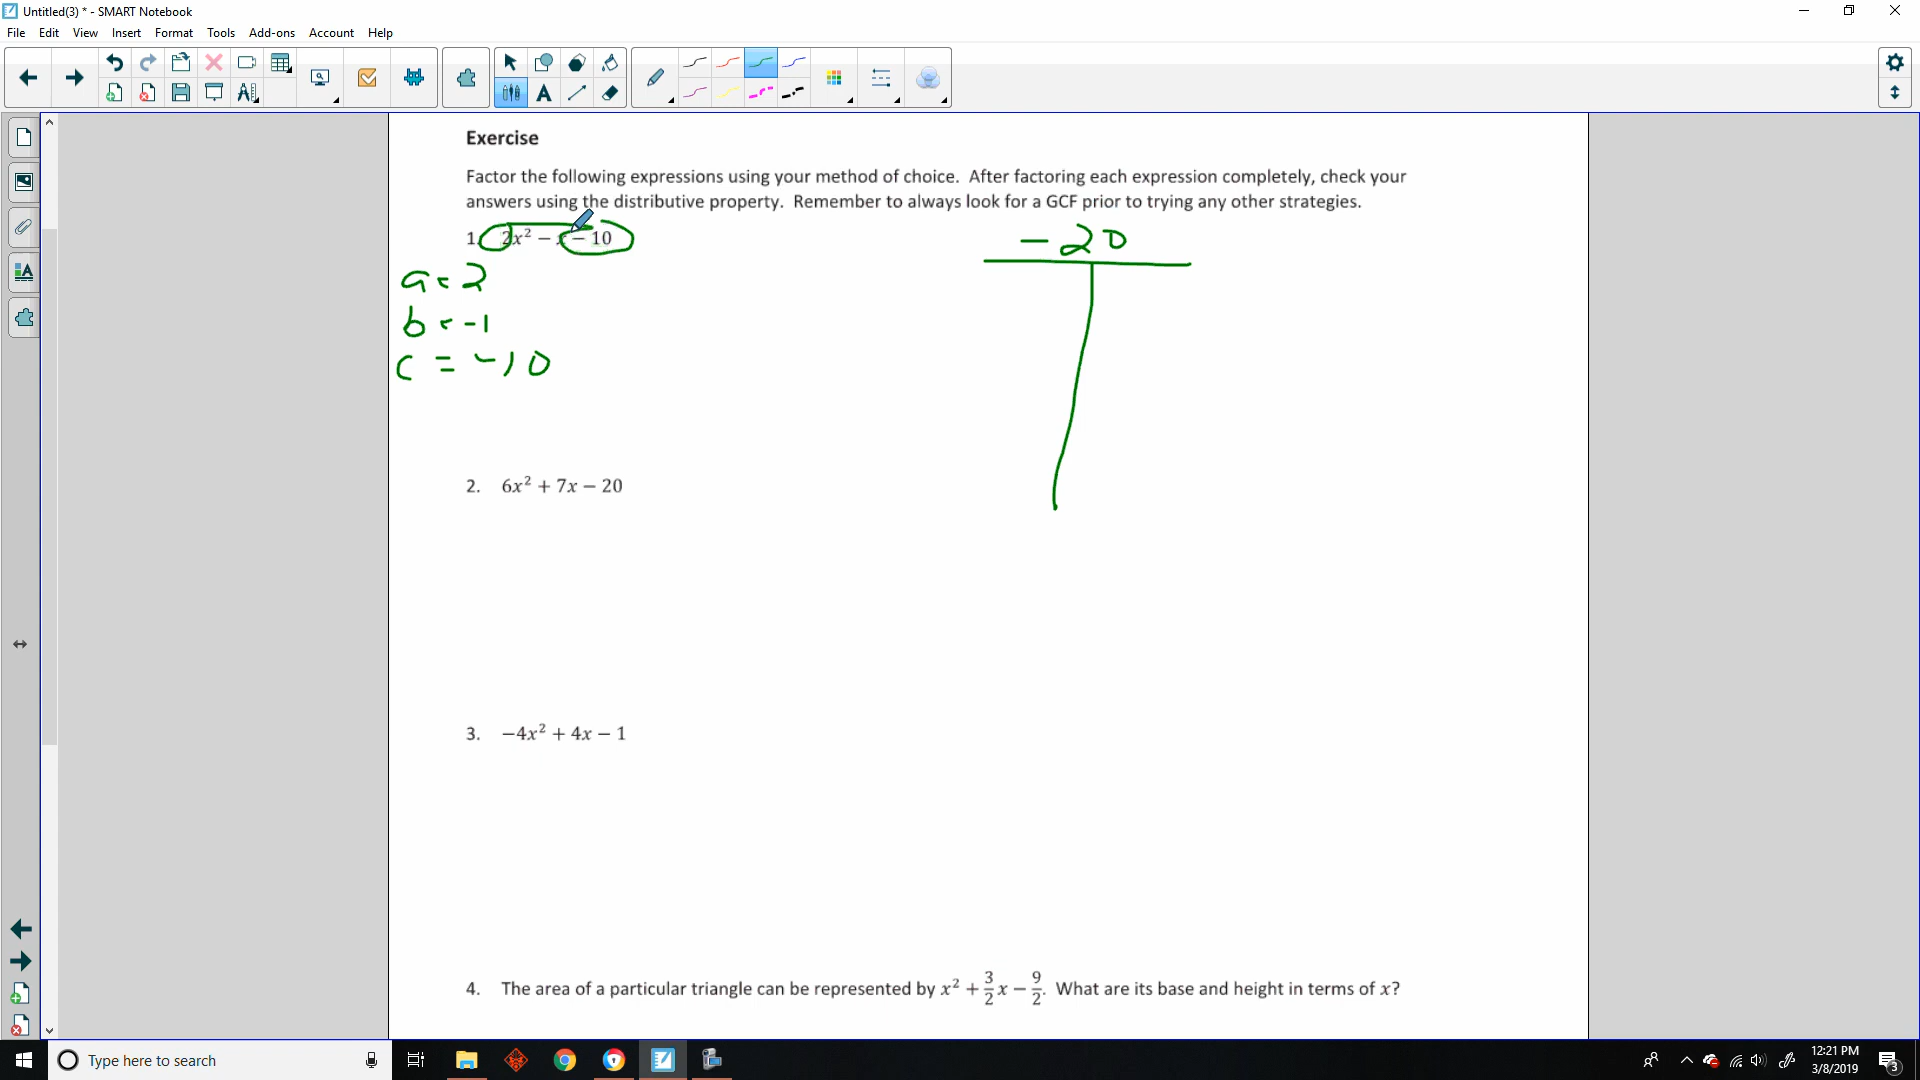 Untitled(3) * - SMART Notebook
File Edit View Insert Format Tools Add-ons Account Help
Exercise
Factor the following expressions using your method of choice. After factoring each expression completely, check your
answers using the distributive property. Remember to always look for a GCF prior to trying any other strategies.
1. 2x² − x − 10
− 20
a = 2
b = -1
c = -10
2. 6x² + 7x − 20
3. −4x² + 4x − 1
4. The area of a particular triangle can be represented by x² + 3/2 x − 9/2. What are its base and height in terms of x?
Type here to search
12:21 PM
3/8/2019
3